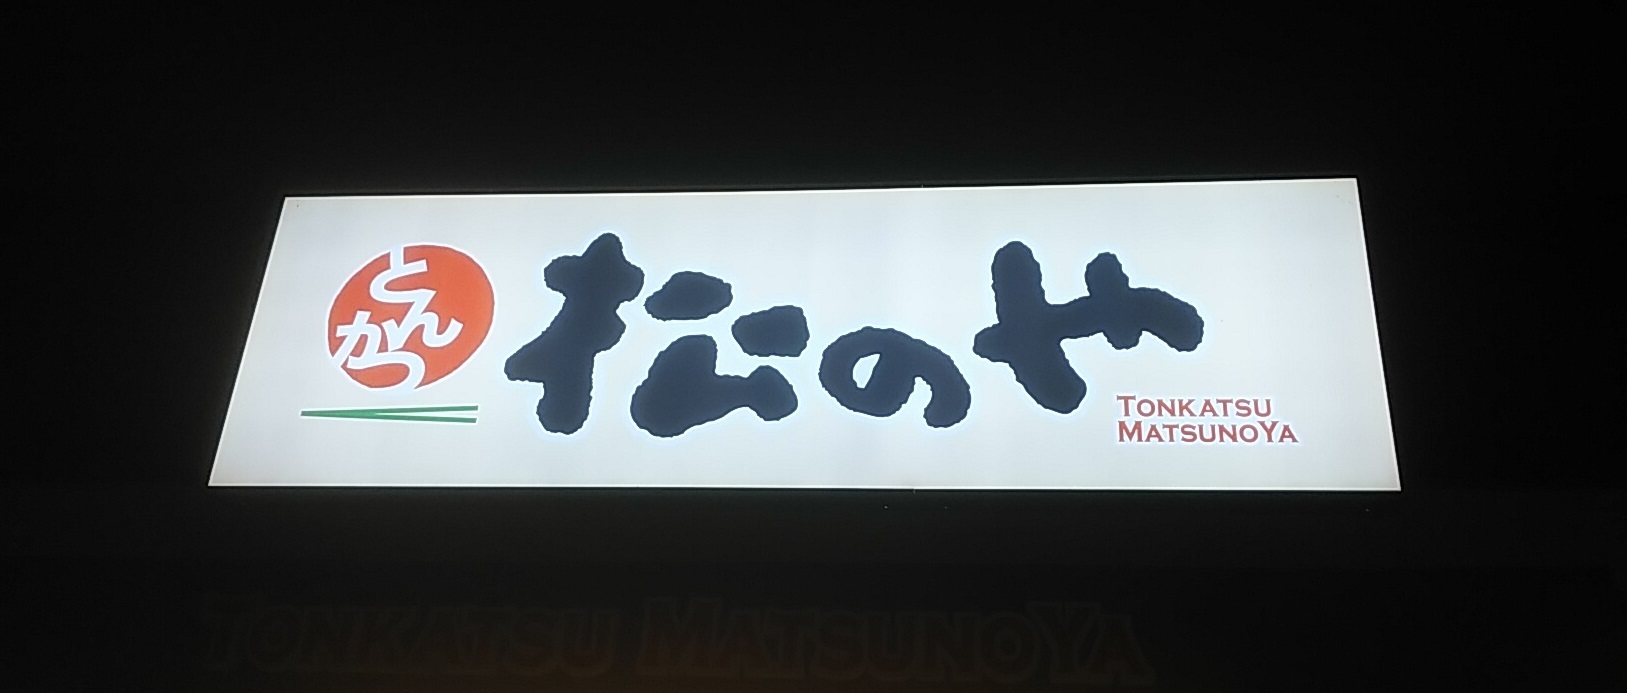 とんかつ
松のや
TONKATSU
MATSUNOYA
TONKATSU MATSUNOYA